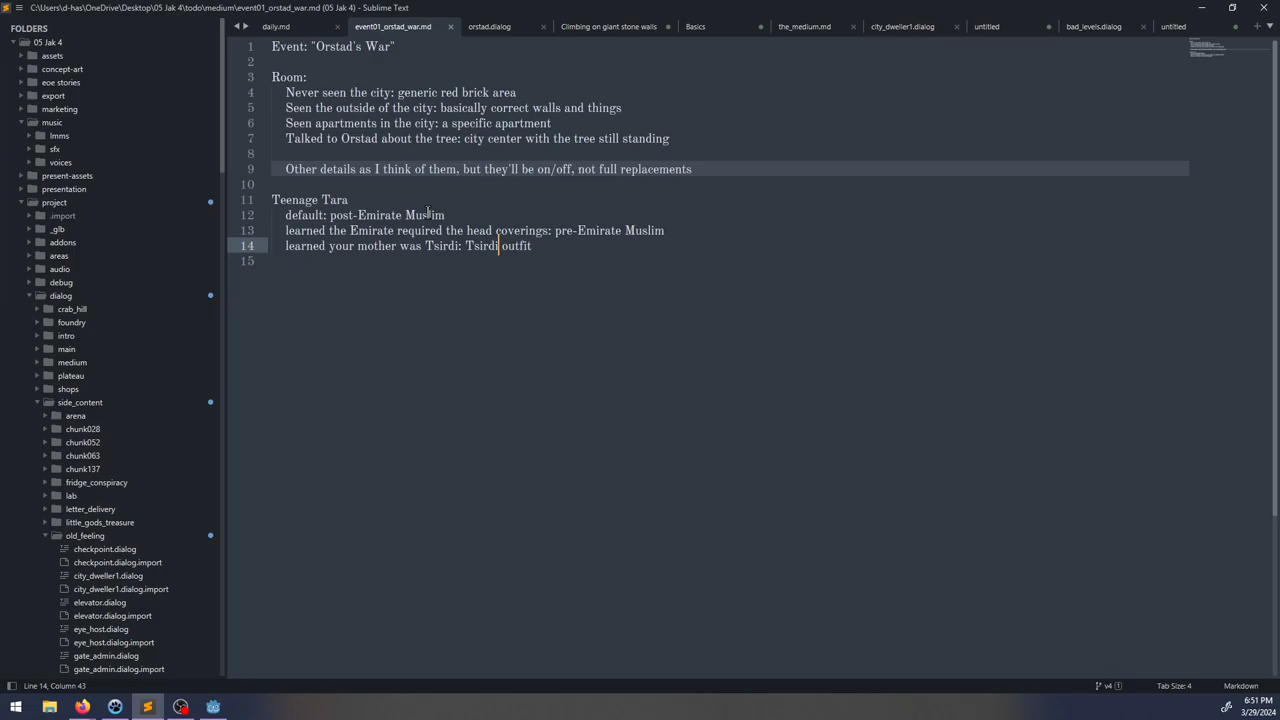 C:\Users\d-has\OneDrive\Desktop\05 Jak 4\todo\medium\event01_orstad_war.md (05 Jak 4) - Sublime Text
FOLDERS
05 Jak 4
assets
concept-art
eoe stories
export
marketing
music
lmms
sfx
voices
present-assets
presentation
project
.import
_glb
addons
areas
audio
debug
dialog
crab_hill
foundry
intro
main
medium
plateau
shops
side_content
arena
chunk028
chunk052
chunk063
chunk137
fridge_conspiracy
lab
letter_delivery
little_gods_treasure
old_feeling
checkpoint.dialog
checkpoint.dialog.import
city_dweller1.dialog
city_dweller1.dialog.import
elevator.dialog
elevator.dialog.import
eye_host.dialog
eye_host.dialog.import
gate_admin.dialog
gate_admin.dialog.import
daily.md
event01_orstad_war.md
orstad.dialog
Climbing on giant stone walls
Basics
the_medium.md
city_dweller1.dialog
untitled
bad_levels.dialog
untitled
1 Event: "Orstad's War"
2
3 Room:
4 Never seen the city: generic red brick area
5 Seen the outside of the city: basically correct walls and things
6 Seen apartments in the city: a specific apartment
7 Talked to Orstad about the tree: city center with the tree still standing
8
9 Other details as I think of them, but they'll be on/off, not full replacements
10
11 Teenage Tara
12 default: post-Emirate Muslim
13 learned the Emirate required the head coverings: pre-Emirate Muslim
14 learned your mother was Tsirdi: Tsirdi outfit
15
Line 14, Column 43
v4 1
Tab Size: 4
Markdown
6:51 PM
3/29/2024